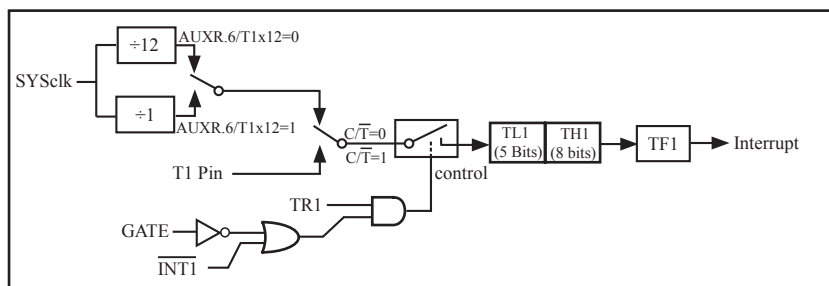 ÷12
AUXR.6/T1x12=0
SYSclk
÷1
AUXR.6/T1x12=1
C/T̅=0
C/T̅=1
T1 Pin
control
TL1
(5 Bits)
TH1
(8 bits)
TF1
Interrupt
TR1
GATE
I̅N̅T̅1̅